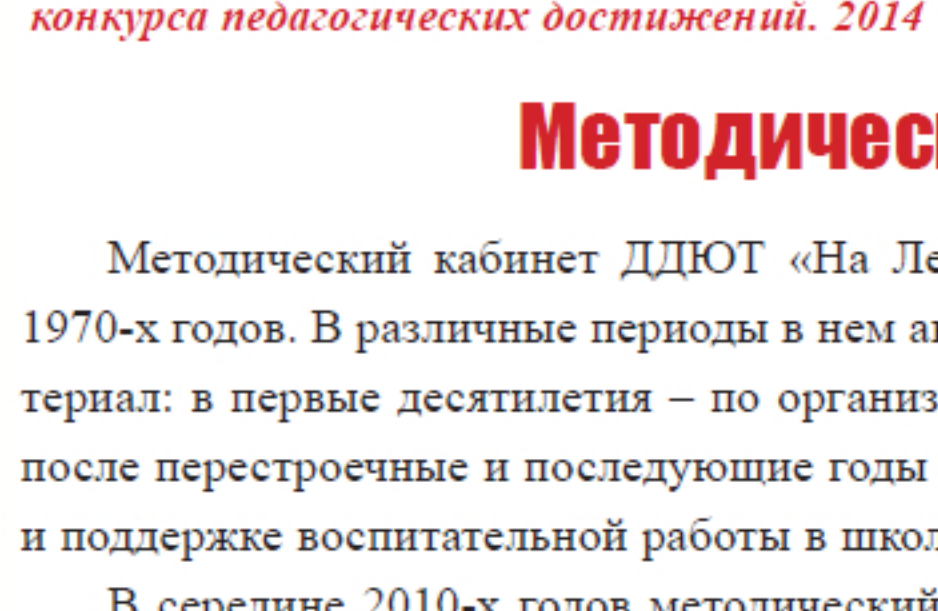 конкурса педагогических достижений. 2014
Методичес
Методический кабинет ДДЮТ «На Ле
1970-х годов. В различные периоды в нем
териал: в первые десятилетия – по организ
после перестроечные и последующие годы
и поддержке воспитательной работы в школ
В середине 2010-х годов методический